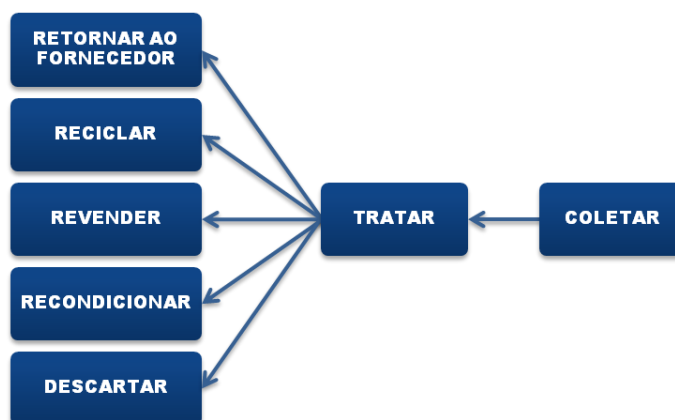 RETORNAR AO
FORNECEDOR
RECICLAR
REVENDER
RECONDICIONAR
DESCARTAR
TRATAR
COLETAR